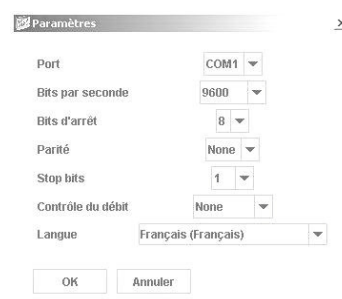 Paramètres
Port COM1
Bits par seconde 9600
Bits d'arrêt 8
Parité None
Stop bits 1
Contrôle du débit None
Langue Français (Français)
OK Annuler